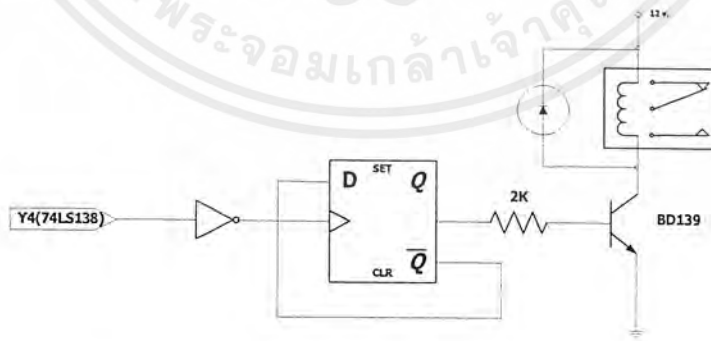 พระจอมเกล้าเจ้าคุณ
12 v.
D
SET
Q
2K
BD139
Y4(74LS138)
CLR
Q